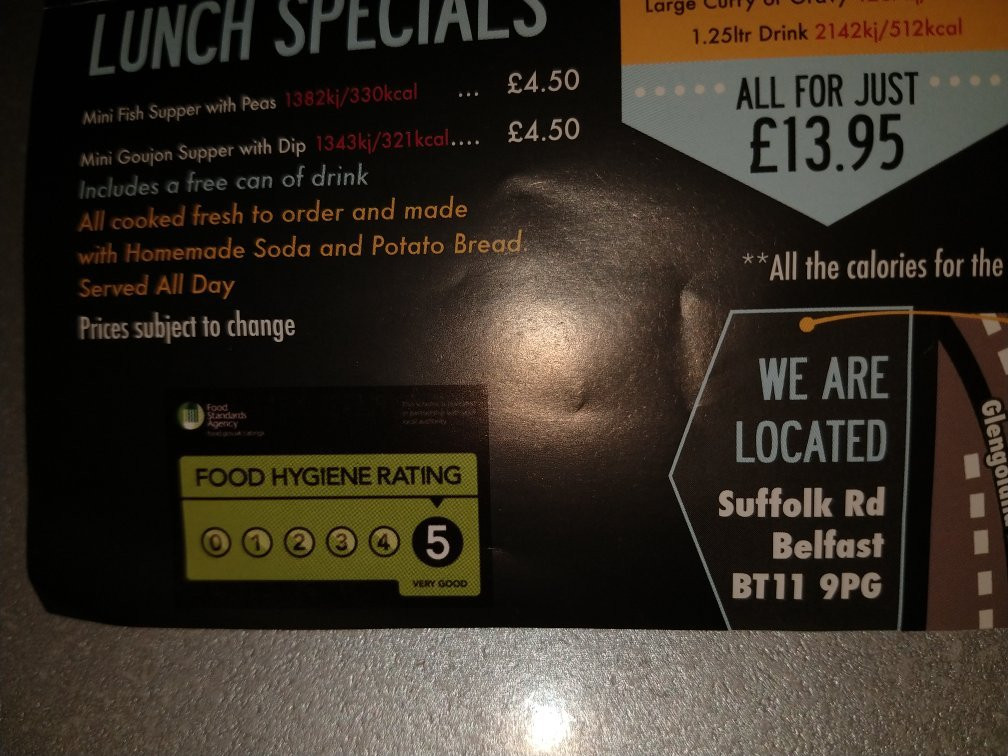 LUNCH SPECIALS
Mini Fish Supper with Peas 1382kj/330kcal ... £4.50
Mini Goujon Supper with Dip 1343kj/321kcal.... £4.50
Includes a free can of drink
All cooked fresh to order and made
with Homemade Soda and Potato Bread
Served All Day
Prices subject to change
Food
Standards
Agency
FOOD HYGIENE RATING
0 1 2 3 4 5
VERY GOOD
Large Curry or Gravy
1.25ltr Drink 2142kj/512kcal
ALL FOR JUST
£13.95
**All the calories for the
WE ARE
LOCATED
Suffolk Rd
Belfast
BT11 9PG